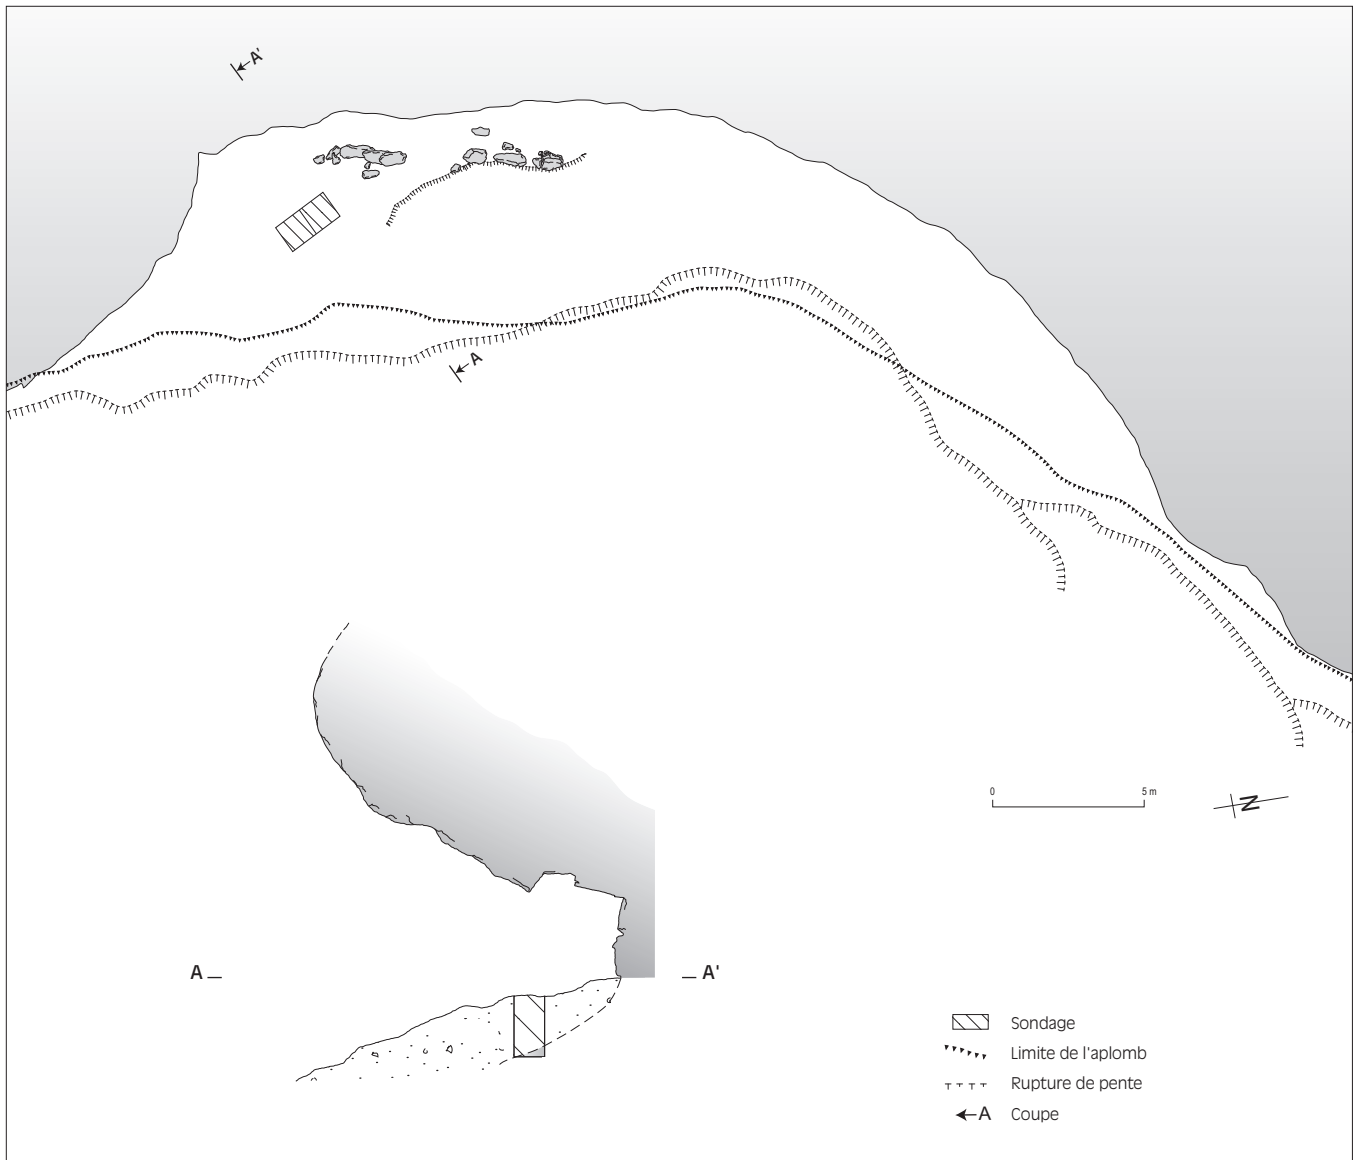 A'
A
0 5 m
N
A A'
Sondage
Limite de l'aplomb
Rupture de pente
A Coupe